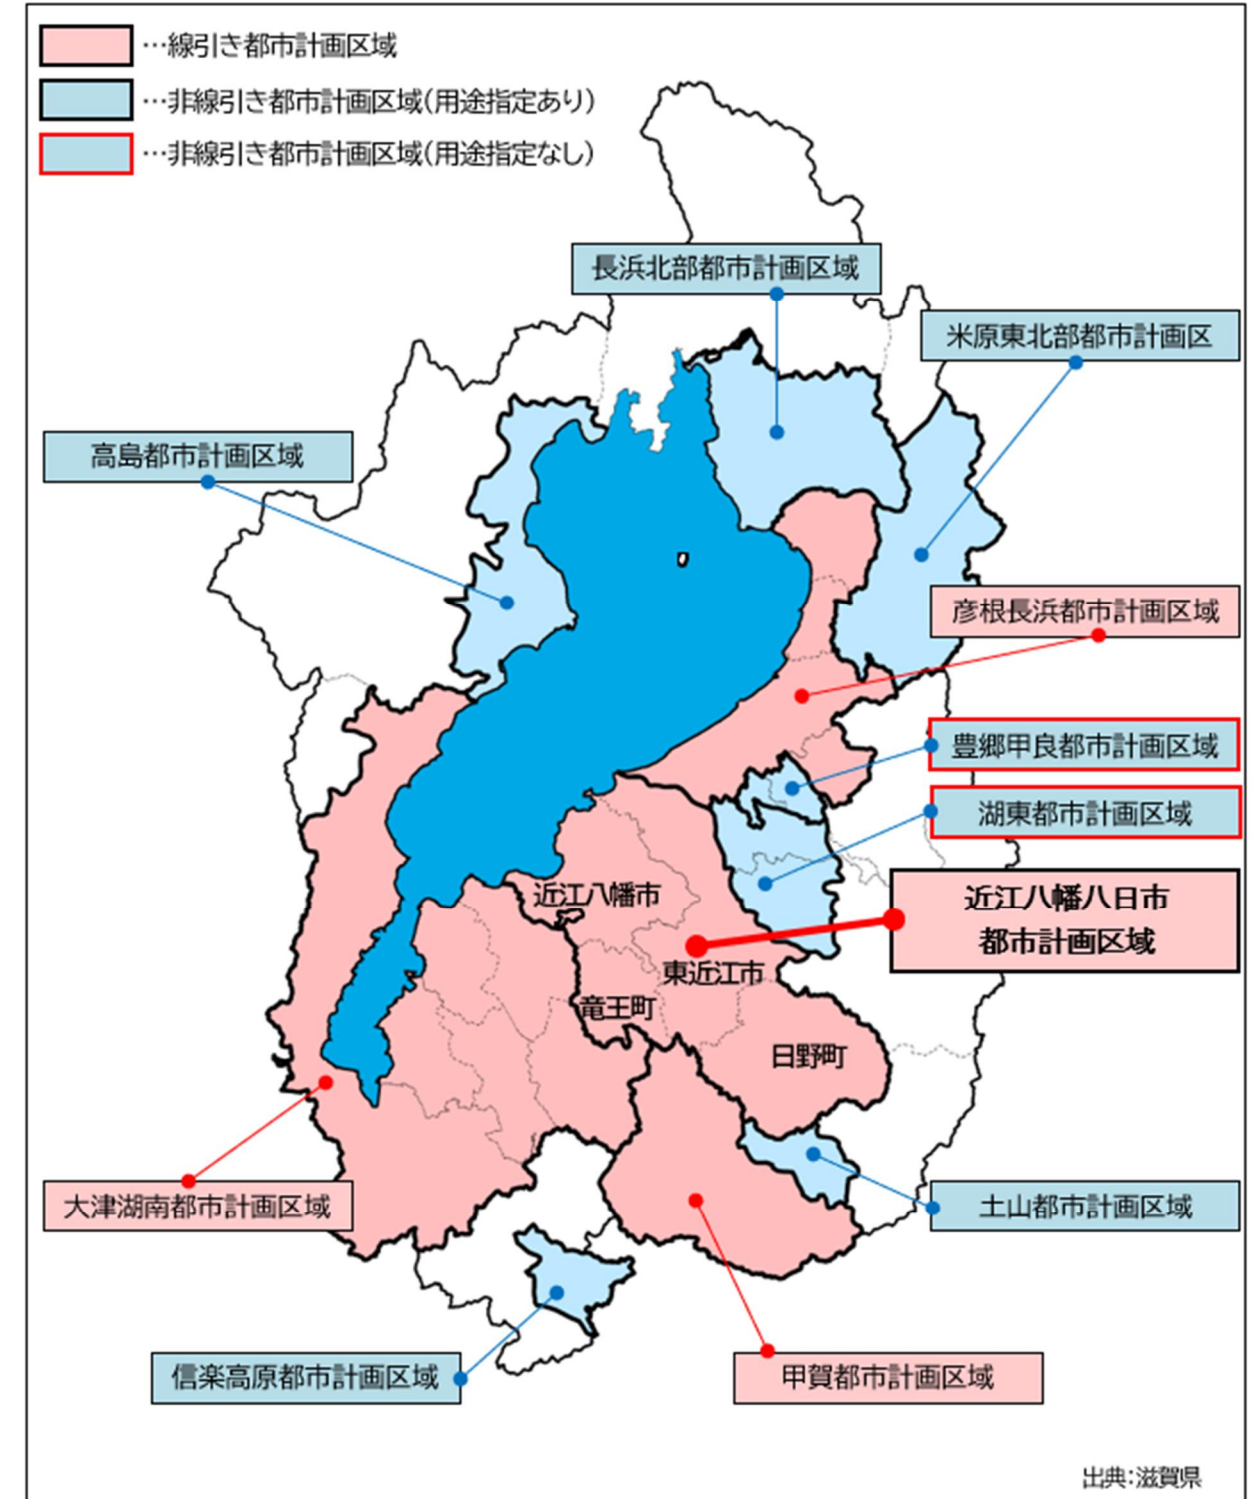 …線引き都市計画区域
…非線引き都市計画区域(用途指定あり)
…非線引き都市計画区域(用途指定なし)
長浜北部都市計画区域
米原東北部都市計画区
高島都市計画区域
彦根長浜都市計画区域
豊郷甲良都市計画区域
湖東都市計画区域
近江八幡八日市
都市計画区域
近江八幡市
東近江市
竜王町
日野町
大津湖南都市計画区域
土山都市計画区域
信楽高原都市計画区域
甲賀都市計画区域
出典:滋賀県